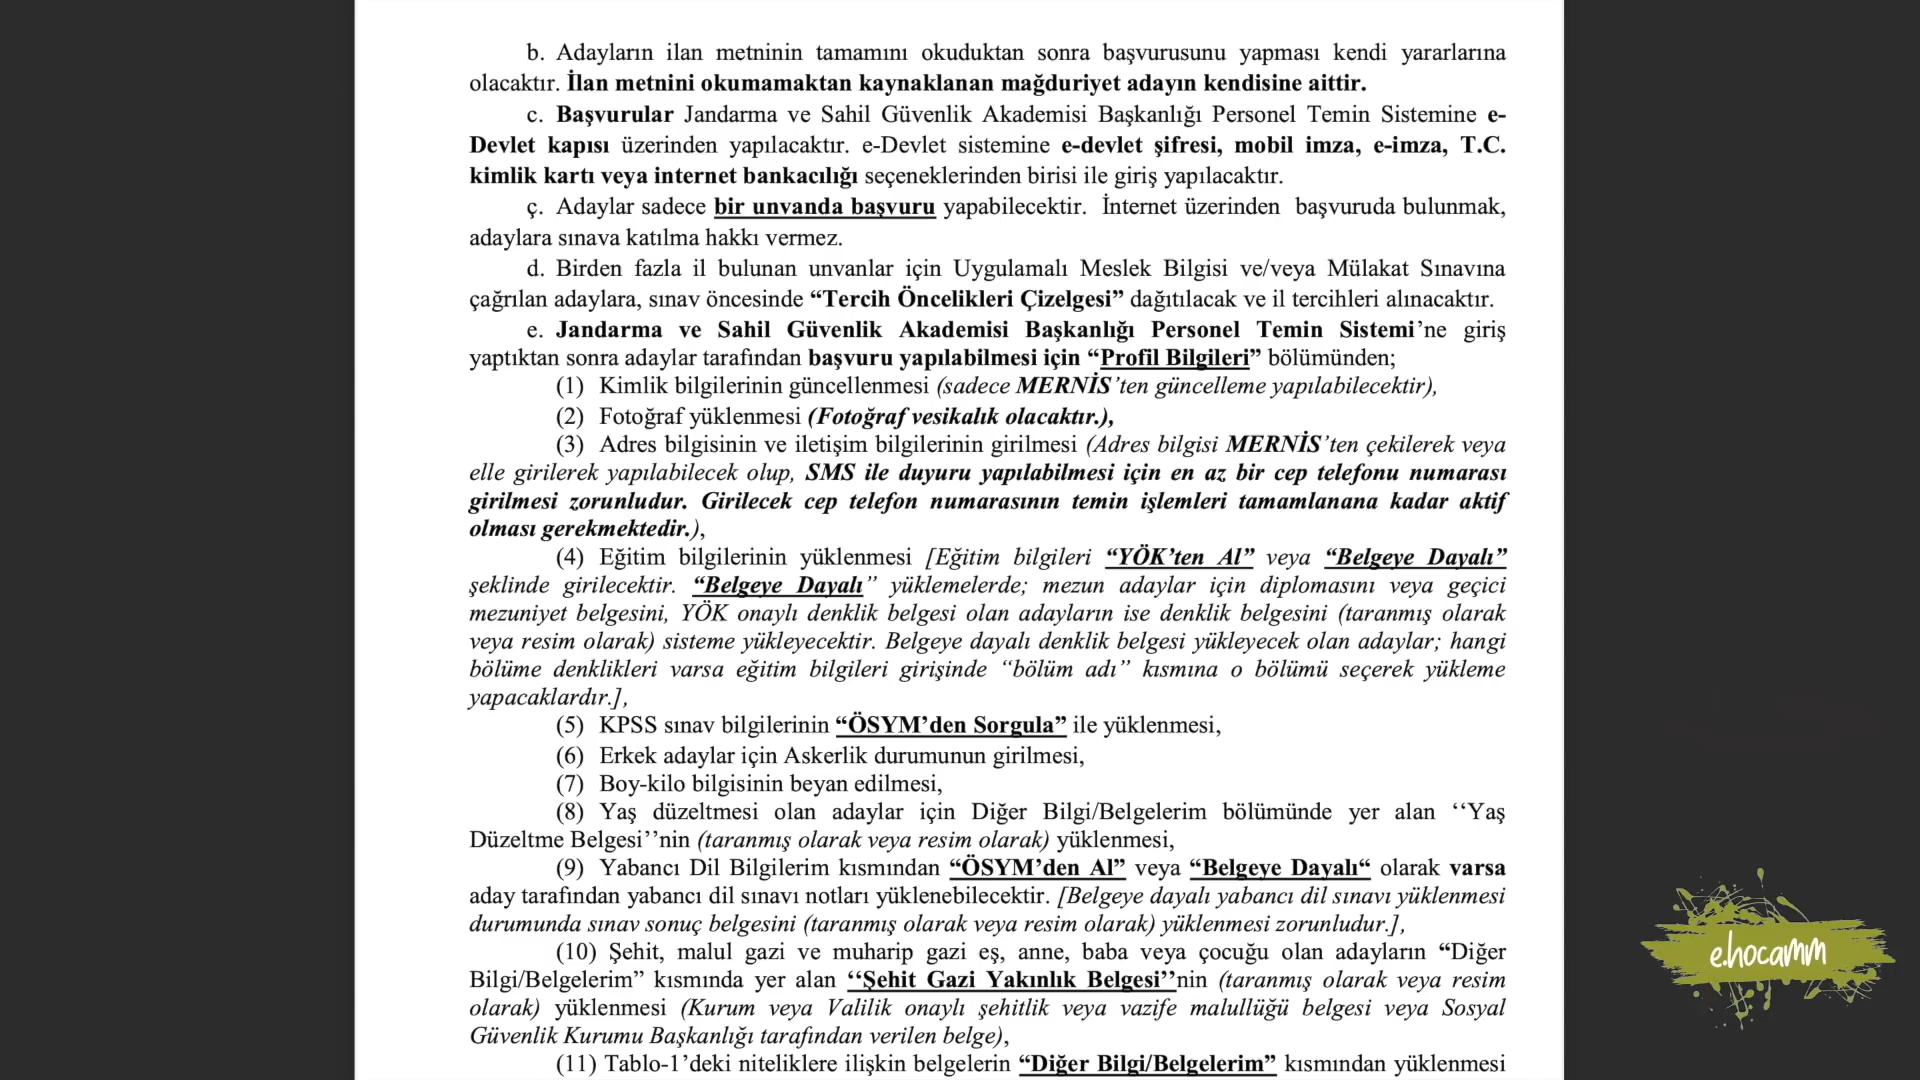 b. Adayların ilan metninin tamamını okuduktan sonra başvurusunu yapması kendi yararlarına
olacaktır. İlan metnini okumamaktan kaynaklanan mağduriyet adayın kendisine aittir.
c. Başvurular Jandarma ve Sahil Güvenlik Akademisi Başkanlığı Personel Temin Sistemine e-
Devlet kapısı üzerinden yapılacaktır. e-Devlet sistemine e-devlet şifresi, mobil imza, e-imza, T.C.
kimlik kartı veya internet bankacılığı seçeneklerinden birisi ile giriş yapılacaktır.
ç. Adaylar sadece bir unvanda başvuru yapabilecektir. İnternet üzerinden başvuruda bulunmak,
adaylara sınava katılma hakkı vermez.
d. Birden fazla il bulunan unvanlar için Uygulamalı Meslek Bilgisi ve/veya Mülakat Sınavına
çağrılan adaylara, sınav öncesinde “Tercih Öncelikleri Çizelgesi” dağıtılacak ve il tercihleri alınacaktır.
e. Jandarma ve Sahil Güvenlik Akademisi Başkanlığı Personel Temin Sistemi’ne giriş
yaptıktan sonra adaylar tarafından başvuru yapılabilmesi için “Profil Bilgileri” bölümünden;
(1) Kimlik bilgilerinin güncellenmesi (sadece MERNİS’ten güncelleme yapılabilecektir),
(2) Fotoğraf yüklenmesi (Fotoğraf vesikalık olacaktır.),
(3) Adres bilgisinin ve iletişim bilgilerinin girilmesi (Adres bilgisi MERNİS’ten çekilerek veya
elle girilerek yapılabilecek olup, SMS ile duyuru yapılabilmesi için en az bir cep telefonu numarası
girilmesi zorunludur. Girilecek cep telefon numarasının temin işlemleri tamamlanana kadar aktif
olması gerekmektedir.),
(4) Eğitim bilgilerinin yüklenmesi [Eğitim bilgileri “YÖK’ten Al” veya “Belgeye Dayalı”
şeklinde girilecektir. “Belgeye Dayalı” yüklemelerde; mezun adaylar için diplomasını veya geçici
mezuniyet belgesini, YÖK onaylı denklik belgesi olan adayların ise denklik belgesini (taranmış olarak
veya resim olarak) sisteme yükleyecektir. Belgeye dayalı denklik belgesi yükleyecek olan adaylar; hangi
bölüme denklikleri varsa eğitim bilgileri girişinde “bölüm adı” kısmına o bölümü seçerek yükleme
yapacaklardır.],
(5) KPSS sınav bilgilerinin “ÖSYM’den Sorgula” ile yüklenmesi,
(6) Erkek adaylar için Askerlik durumunun girilmesi,
(7) Boy-kilo bilgisinin beyan edilmesi,
(8) Yaş düzeltmesi olan adaylar için Diğer Bilgi/Belgelerim bölümünde yer alan ‘‘Yaş
Düzeltme Belgesi’’nin (taranmış olarak veya resim olarak) yüklenmesi,
(9) Yabancı Dil Bilgilerim kısmından “ÖSYM’den Al” veya “Belgeye Dayalı“ olarak varsa
aday tarafından yabancı dil sınavı notları yüklenebilecektir. [Belgeye dayalı yabancı dil sınavı yüklenmesi
durumunda sınav sonuç belgesini (taranmış olarak veya resim olarak) yüklenmesi zorunludur.],
(10) Şehit, malul gazi ve muharip gazi eş, anne, baba veya çocuğu olan adayların “Diğer
Bilgi/Belgelerim” kısmında yer alan ‘‘Şehit Gazi Yakınlık Belgesi’’nin (taranmış olarak veya resim
olarak) yüklenmesi (Kurum veya Valilik onaylı şehitlik veya vazife malullüğü belgesi veya Sosyal
Güvenlik Kurumu Başkanlığı tarafından verilen belge),
(11) Tablo-1’deki niteliklere ilişkin belgelerin “Diğer Bilgi/Belgelerim” kısmından yüklenmesi
e.hocamm